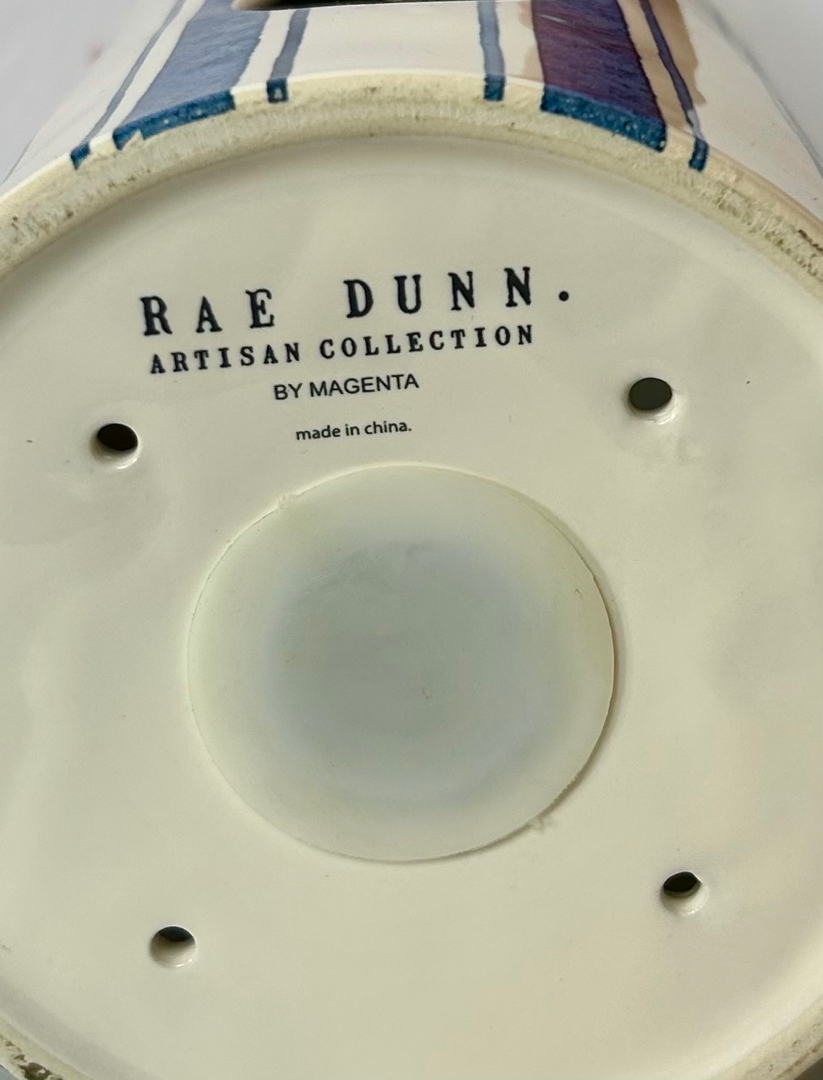 RAE DUNN.
ARTISAN COLLECTION
BY MAGENTA
made in china.